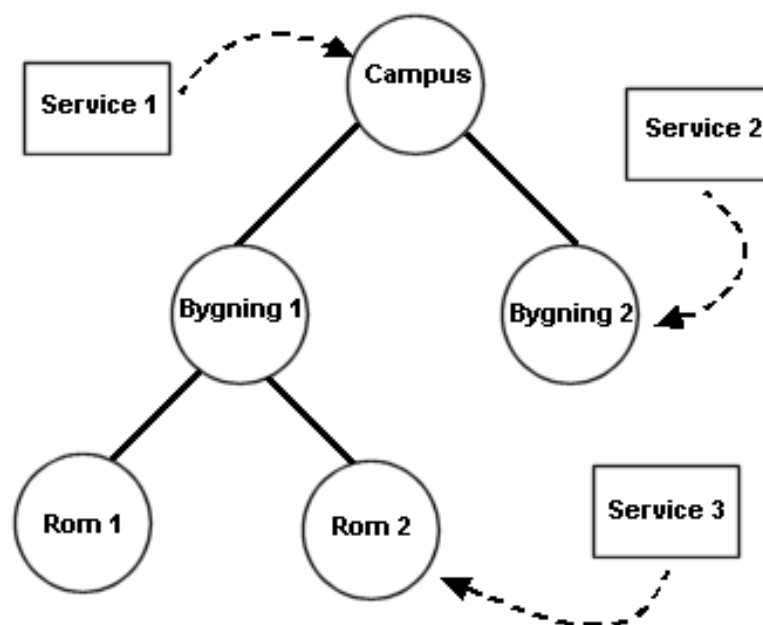 Campus
Service 1
Service 2
Bygning 1
Bygning 2
Rom 1
Rom 2
Service 3